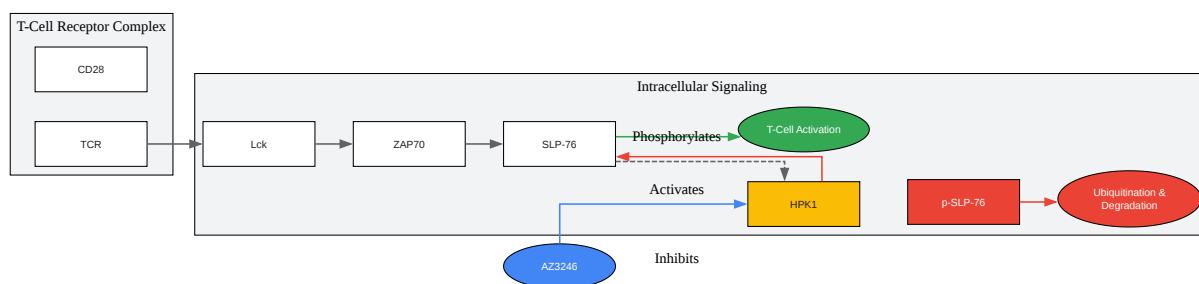 T-Cell Receptor Complex
CD28
TCR
Intracellular Signaling
Lck
ZAP70
SLP-76
Phosphorylates
T-Cell Activation
Activates
HPK1
p-SLP-76
Ubiquitination &
Degradation
AZ3246
Inhibits